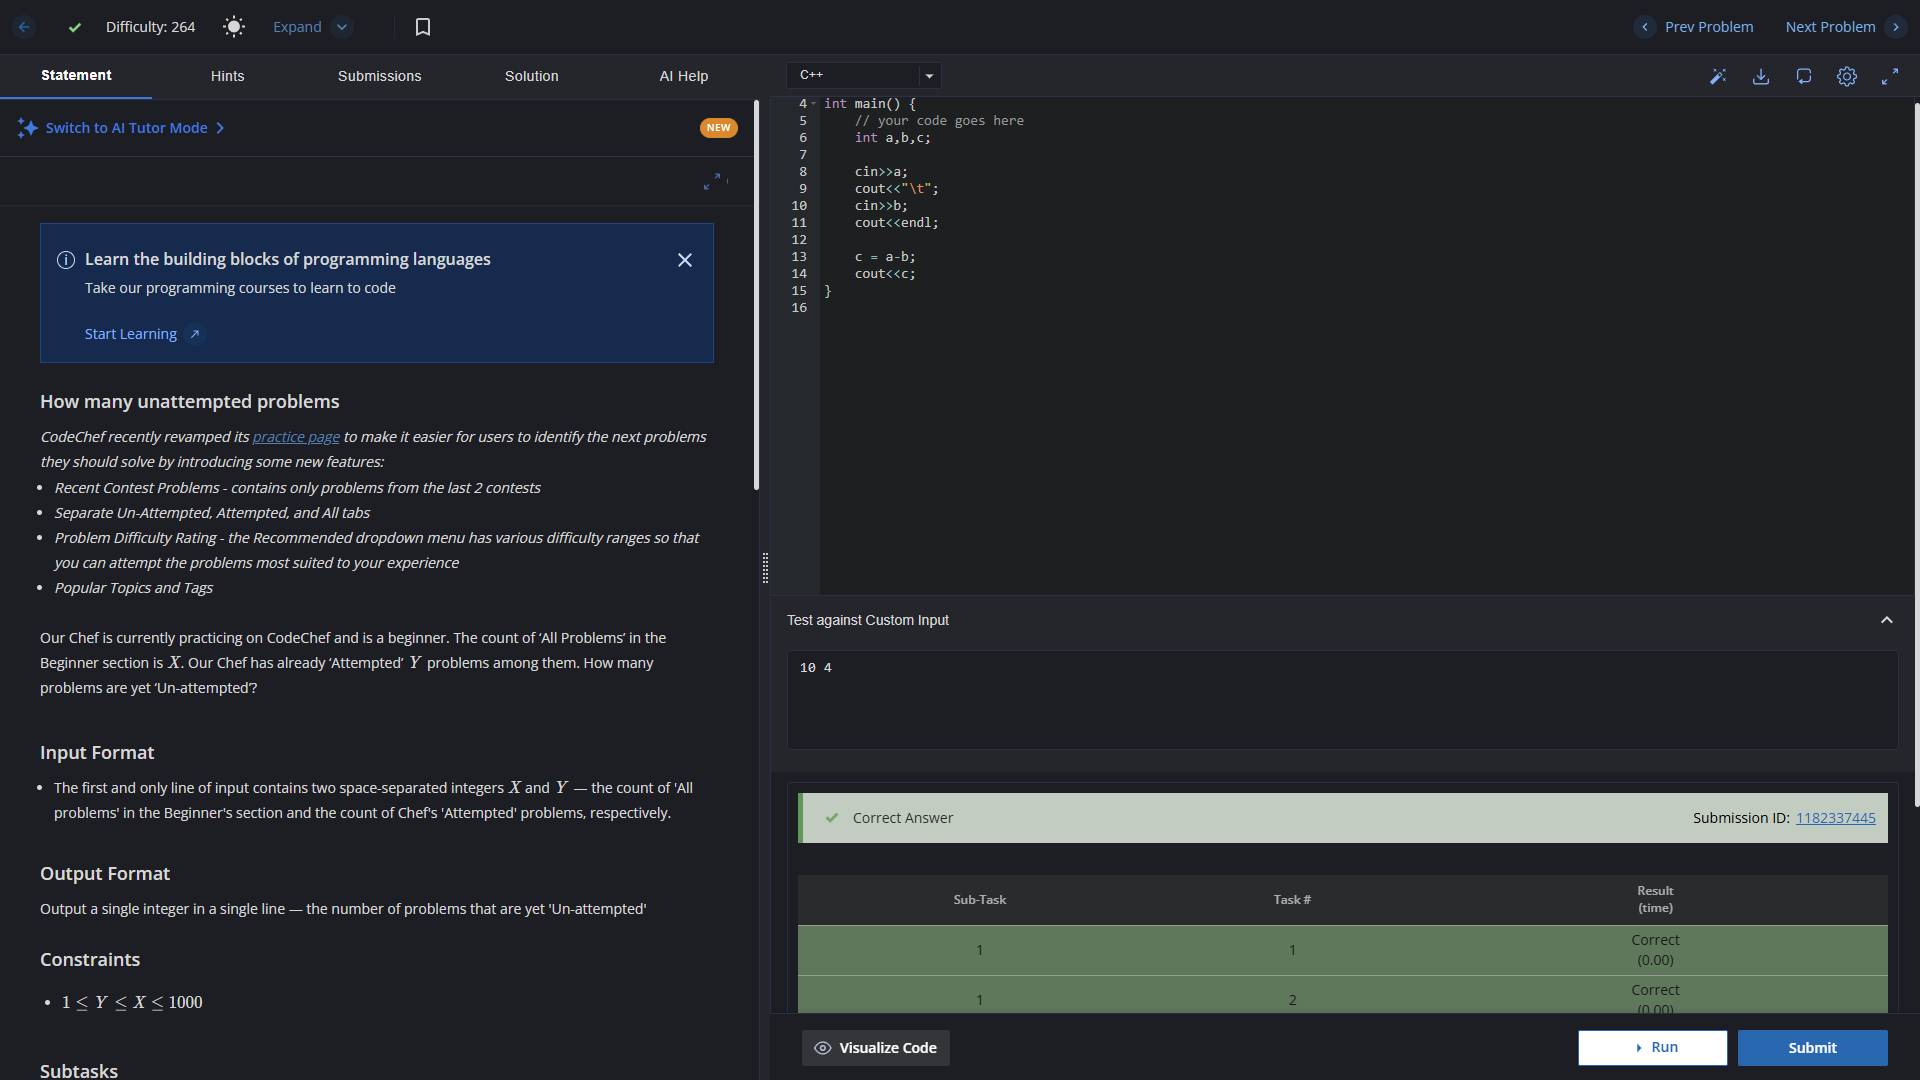 Difficulty: 264
Expand
Prev Problem
Next Problem
Statement
Hints
Submissions
Solution
AI Help
Switch to AI Tutor Mode
NEW
Learn the building blocks of programming languages
Take our programming courses to learn to code
Start Learning
How many unattempted problems
CodeChef recently revamped its practice page to make it easier for users to identify the next problems
they should solve by introducing some new features:
• Recent Contest Problems - contains only problems from the last 2 contests
• Separate Un-Attempted, Attempted, and All tabs
• Problem Difficulty Rating - the Recommended dropdown menu has various difficulty ranges so that
you can attempt the problems most suited to your experience
• Popular Topics and Tags
Our Chef is currently practicing on CodeChef and is a beginner. The count of ‘All Problems’ in the
Beginner section is X. Our Chef has already ‘Attempted’ Y problems among them. How many
problems are yet ‘Un-attempted’?
Input Format
• The first and only line of input contains two space-separated integers X and Y — the count of 'All
problems' in the Beginner's section and the count of Chef's 'Attempted' problems, respectively.
Output Format
Output a single integer in a single line — the number of problems that are yet 'Un-attempted'
Constraints
• 1 ≤ Y ≤ X ≤ 1000
Subtasks
C++
4 int main() {
5 // your code goes here
6 int a,b,c;
7
8 cin>>a;
9 cout<<"\t";
10 cin>>b;
11 cout<<endl;
12
13 c = a-b;
14 cout<<c;
15 }
16
Test against Custom Input
10 4
Correct Answer
Submission ID: 1182337445
Sub-Task Task # Result
(time)
1 1 Correct
(0.00)
1 2 Correct
(0.00)
Visualize Code
Run
Submit